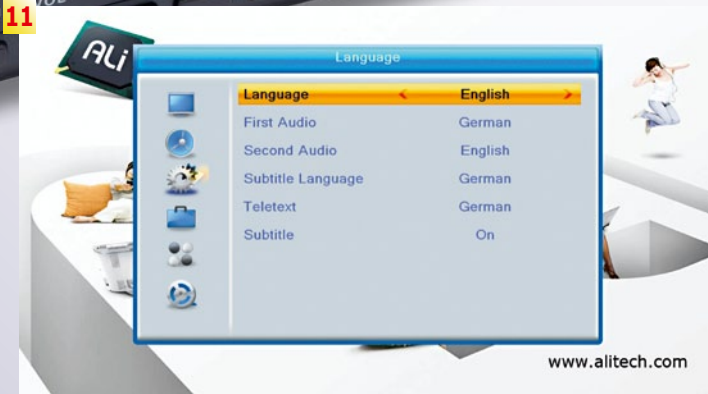 11
ALi
Language
Language < English >
First Audio German
Second Audio English
Subtitle Language German
Teletext German
Subtitle On
www.alitech.com